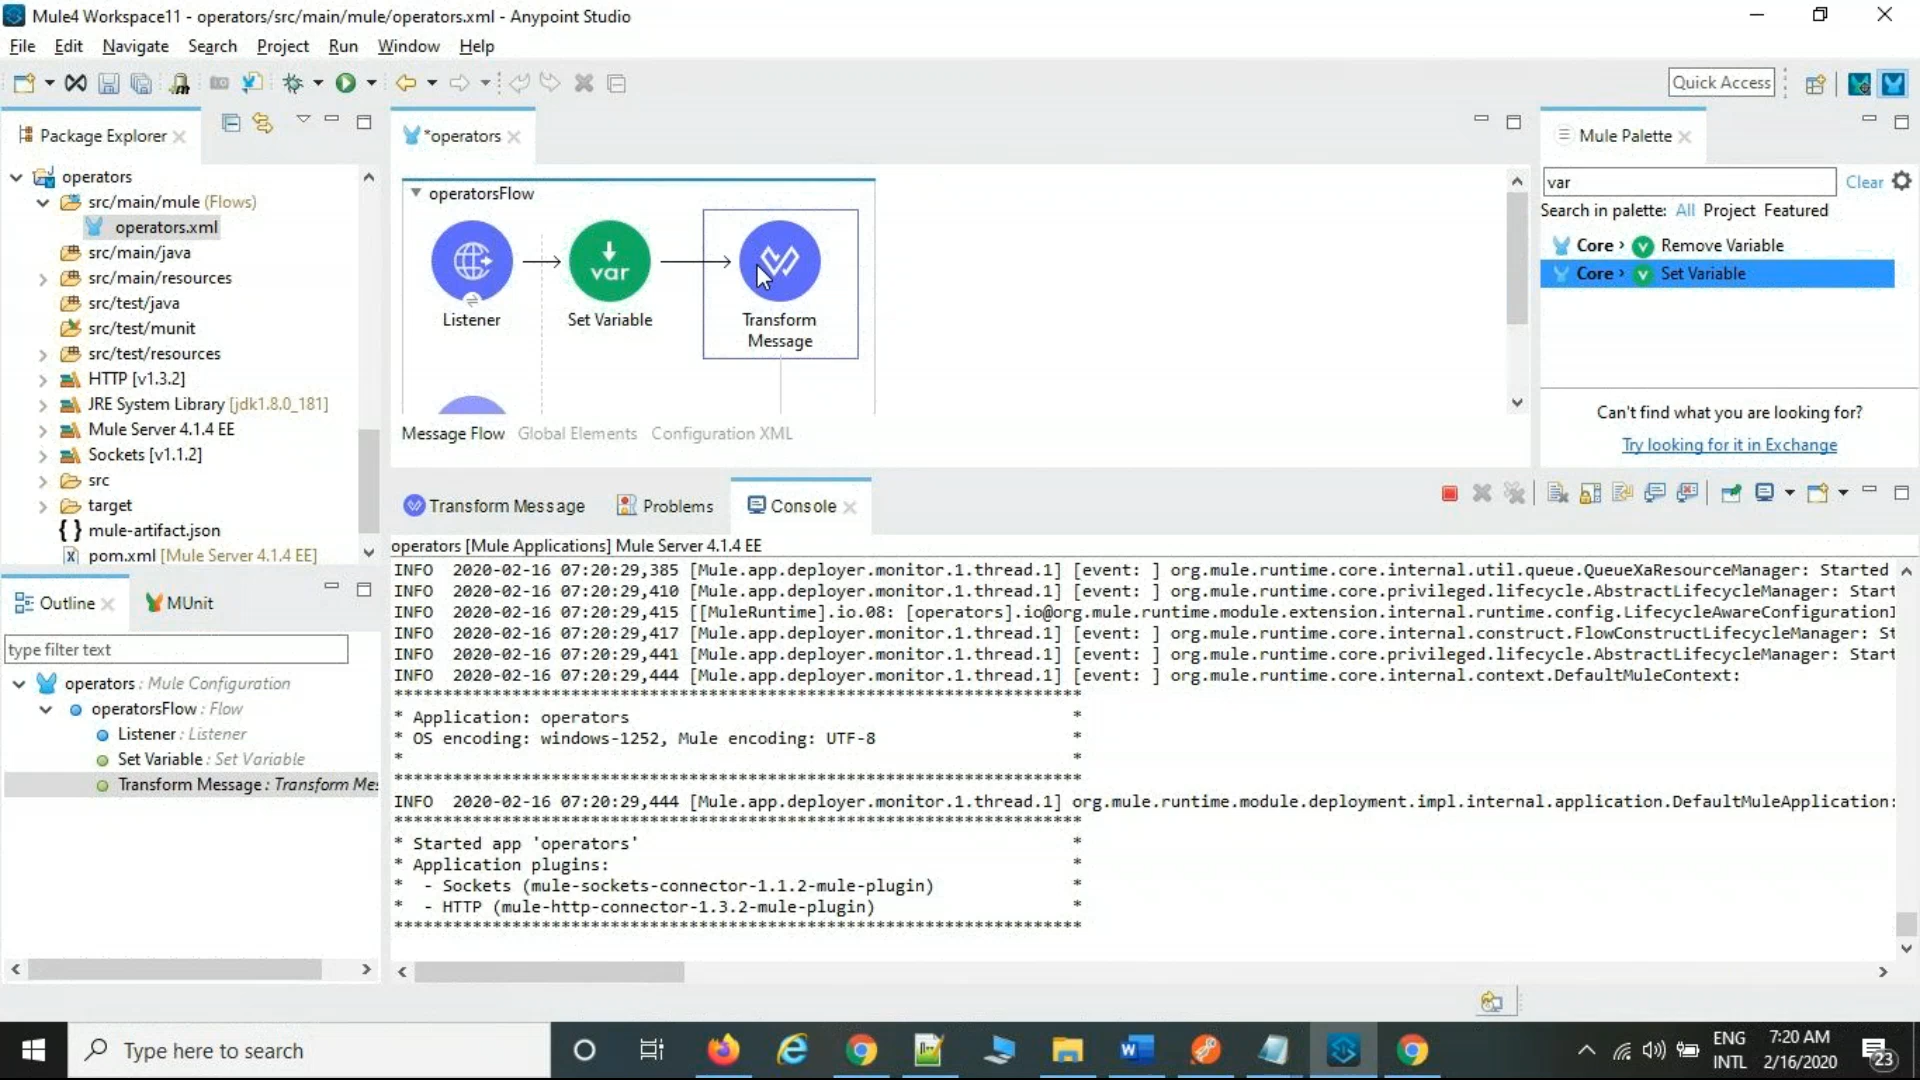 Mule4 Workspace11 - operators/src/main/mule/operators.xml - Anypoint Studio
File Edit Navigate Search Project Run Window Help
Quick Access
Package Explorer
operators
src/main/mule (Flows)
operators.xml
src/main/java
src/main/resources
src/test/java
src/test/munit
src/test/resources
HTTP [v1.3.2]
JRE System Library [jdk1.8.0_181]
Mule Server 4.1.4 EE
Sockets [v1.1.2]
src
target
mule-artifact.json
pom.xml [Mule Server 4.1.4 EE]
*operators
operatorsFlow
var
Listener
Set Variable
Transform
Message
Message Flow Global Elements Configuration XML
Mule Palette
var
Clear
Search in palette: All Project Featured
Core > Remove Variable
Core > Set Variable
Can't find what you are looking for?
Try looking for it in Exchange
Outline
MUnit
type filter text
operators : Mule Configuration
operatorsFlow : Flow
Listener : Listener
Set Variable : Set Variable
Transform Message : Transform Me
Transform Message
Problems
Console
operators [Mule Applications] Mule Server 4.1.4 EE
INFO 2020-02-16 07:20:29,385 [Mule.app.deployer.monitor.1.thread.1] [event: ] org.mule.runtime.core.internal.util.queue.QueueXaResourceManager: Started
INFO 2020-02-16 07:20:29,410 [Mule.app.deployer.monitor.1.thread.1] [event: ] org.mule.runtime.core.privileged.lifecycle.AbstractLifecycleManager: Start
INFO 2020-02-16 07:20:29,415 [[MuleRuntime].io.08: [operators].io@org.mule.runtime.module.extension.internal.runtime.config.LifecycleAwareConfiguration
INFO 2020-02-16 07:20:29,417 [Mule.app.deployer.monitor.1.thread.1] [event: ] org.mule.runtime.core.internal.construct.FlowConstructLifecycleManager: St
INFO 2020-02-16 07:20:29,441 [Mule.app.deployer.monitor.1.thread.1] [event: ] org.mule.runtime.core.privileged.lifecycle.AbstractLifecycleManager: Start
INFO 2020-02-16 07:20:29,444 [Mule.app.deployer.monitor.1.thread.1] [event: ] org.mule.runtime.core.internal.context.DefaultMuleContext:
**********************************************************************
* Application: operators *
* OS encoding: windows-1252, Mule encoding: UTF-8 *
* *
**********************************************************************
INFO 2020-02-16 07:20:29,444 [Mule.app.deployer.monitor.1.thread.1] org.mule.runtime.module.deployment.impl.internal.application.DefaultMuleApplication:
**********************************************************************
* Started app 'operators' *
* Application plugins: *
* - Sockets (mule-sockets-connector-1.1.2-mule-plugin) *
* - HTTP (mule-http-connector-1.3.2-mule-plugin) *
**********************************************************************
Type here to search
ENG
INTL
7:20 AM
2/16/2020
23